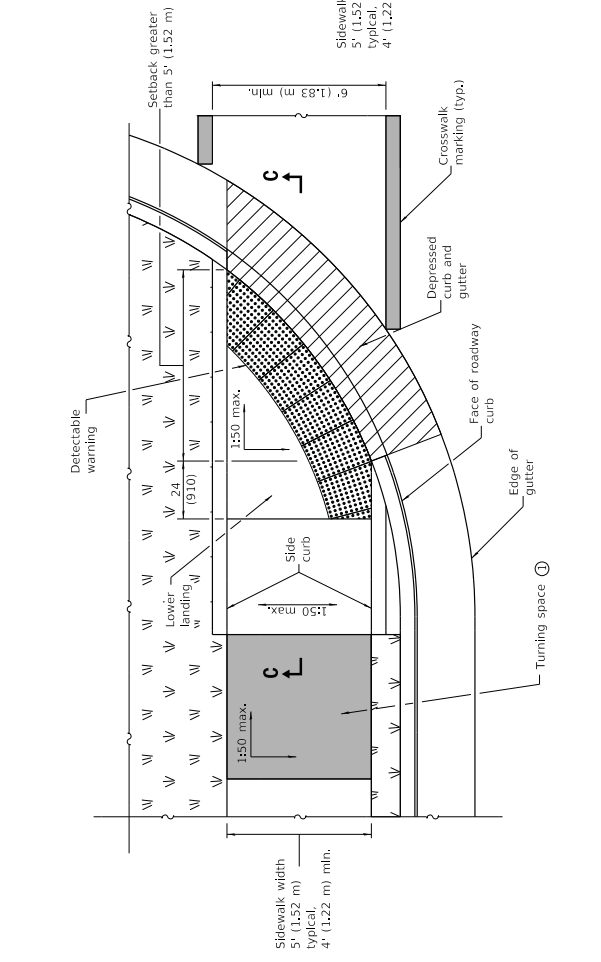 Setback greater
than 5' (1.52 m)
Sidewalk
5' (1.52
typical,
4' (1.22
6' (1.83 m) min.
Crosswalk
marking (typ.)
C
Depressed
curb and
gutter
Detectable
warning
1:50 max.
24
(910)
Face of roadway
curb
Edge of
gutter
Lower
landing
Side
curb
1:50 max.
C
Turning space 1
1:50 max.
Sidewalk width
5' (1.52 m)
typical,
4' (1.22 m) min.